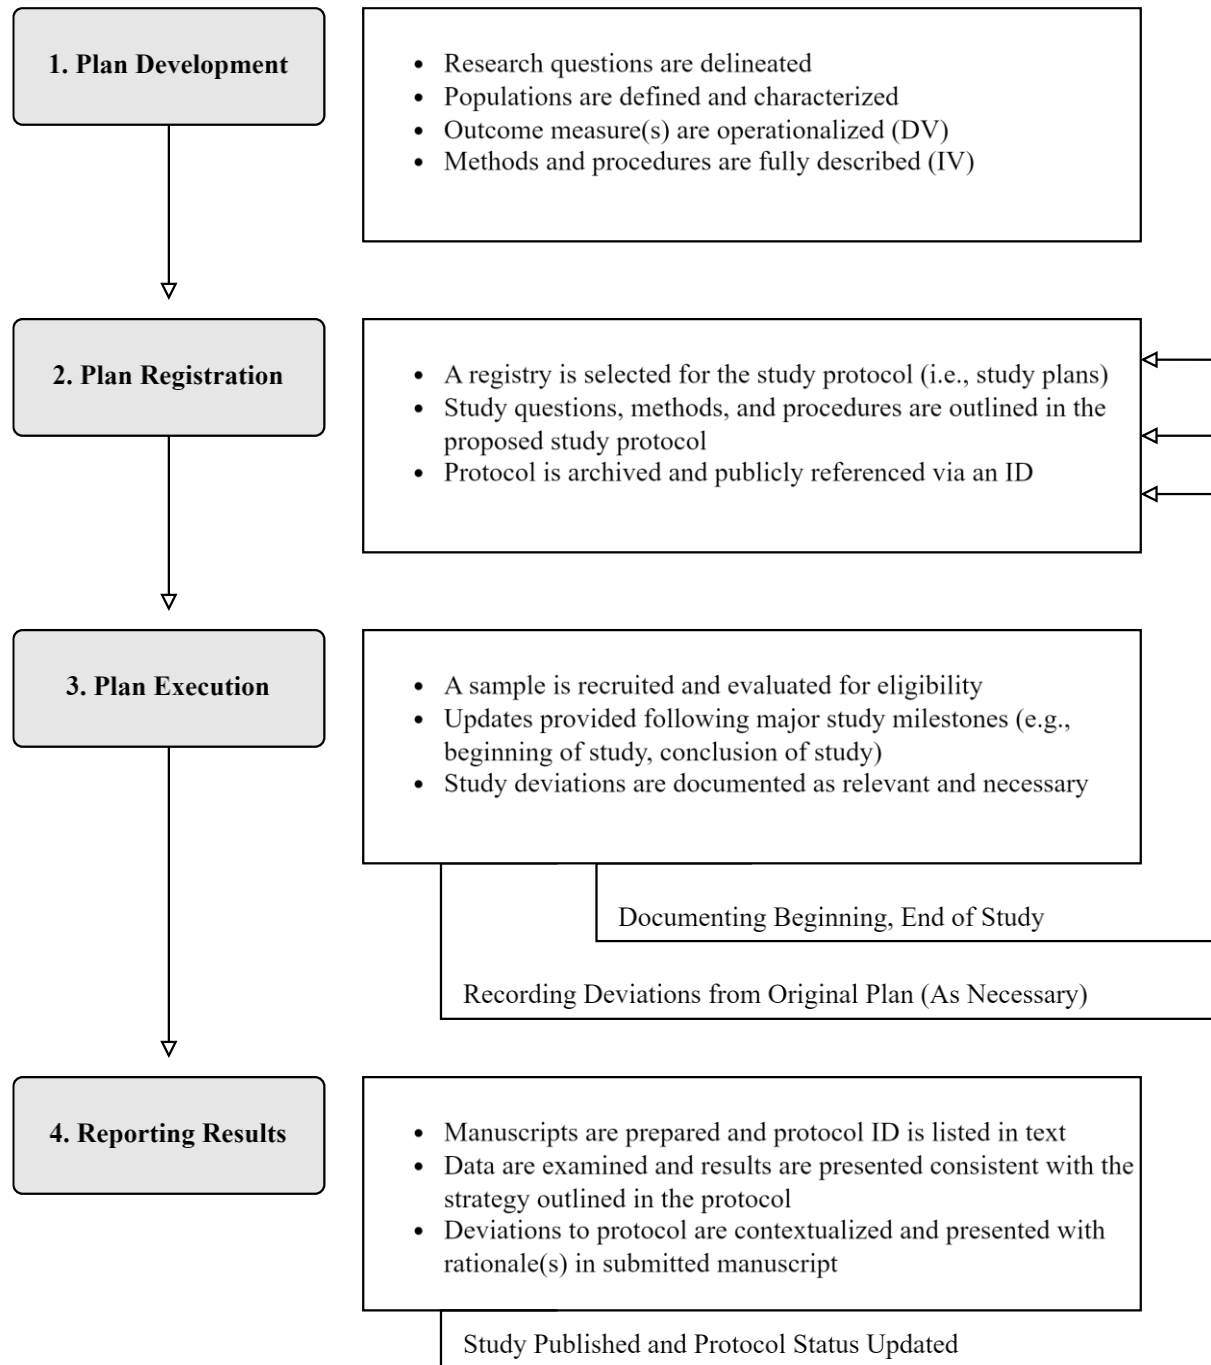 1. Plan Development
• Research questions are delineated
• Populations are defined and characterized
• Outcome measure(s) are operationalized (DV)
• Methods and procedures are fully described (IV)
2. Plan Registration
• A registry is selected for the study protocol (i.e., study plans)
• Study questions, methods, and procedures are outlined in the
proposed study protocol
• Protocol is archived and publicly referenced via an ID
3. Plan Execution
• A sample is recruited and evaluated for eligibility
• Updates provided following major study milestones (e.g.,
beginning of study, conclusion of study)
• Study deviations are documented as relevant and necessary
Documenting Beginning, End of Study
Recording Deviations from Original Plan (As Necessary)
4. Reporting Results
• Manuscripts are prepared and protocol ID is listed in text
• Data are examined and results are presented consistent with the
strategy outlined in the protocol
• Deviations to protocol are contextualized and presented with
rationale(s) in submitted manuscript
Study Published and Protocol Status Updated